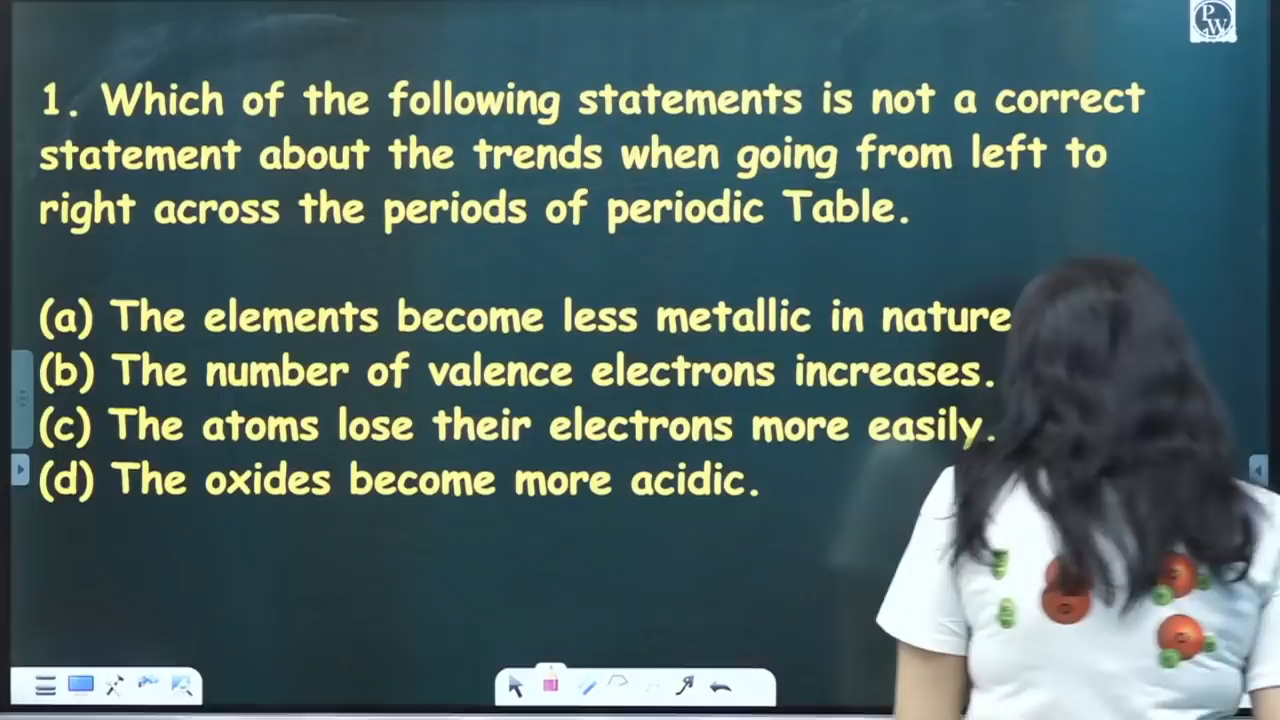 PW
1. Which of the following statements is not a correct
statement about the trends when going from left to
right across the periods of periodic Table.
(a) The elements become less metallic in nature
(b) The number of valence electrons increases.
(c) The atoms lose their electrons more easily.
(d) The oxides become more acidic.